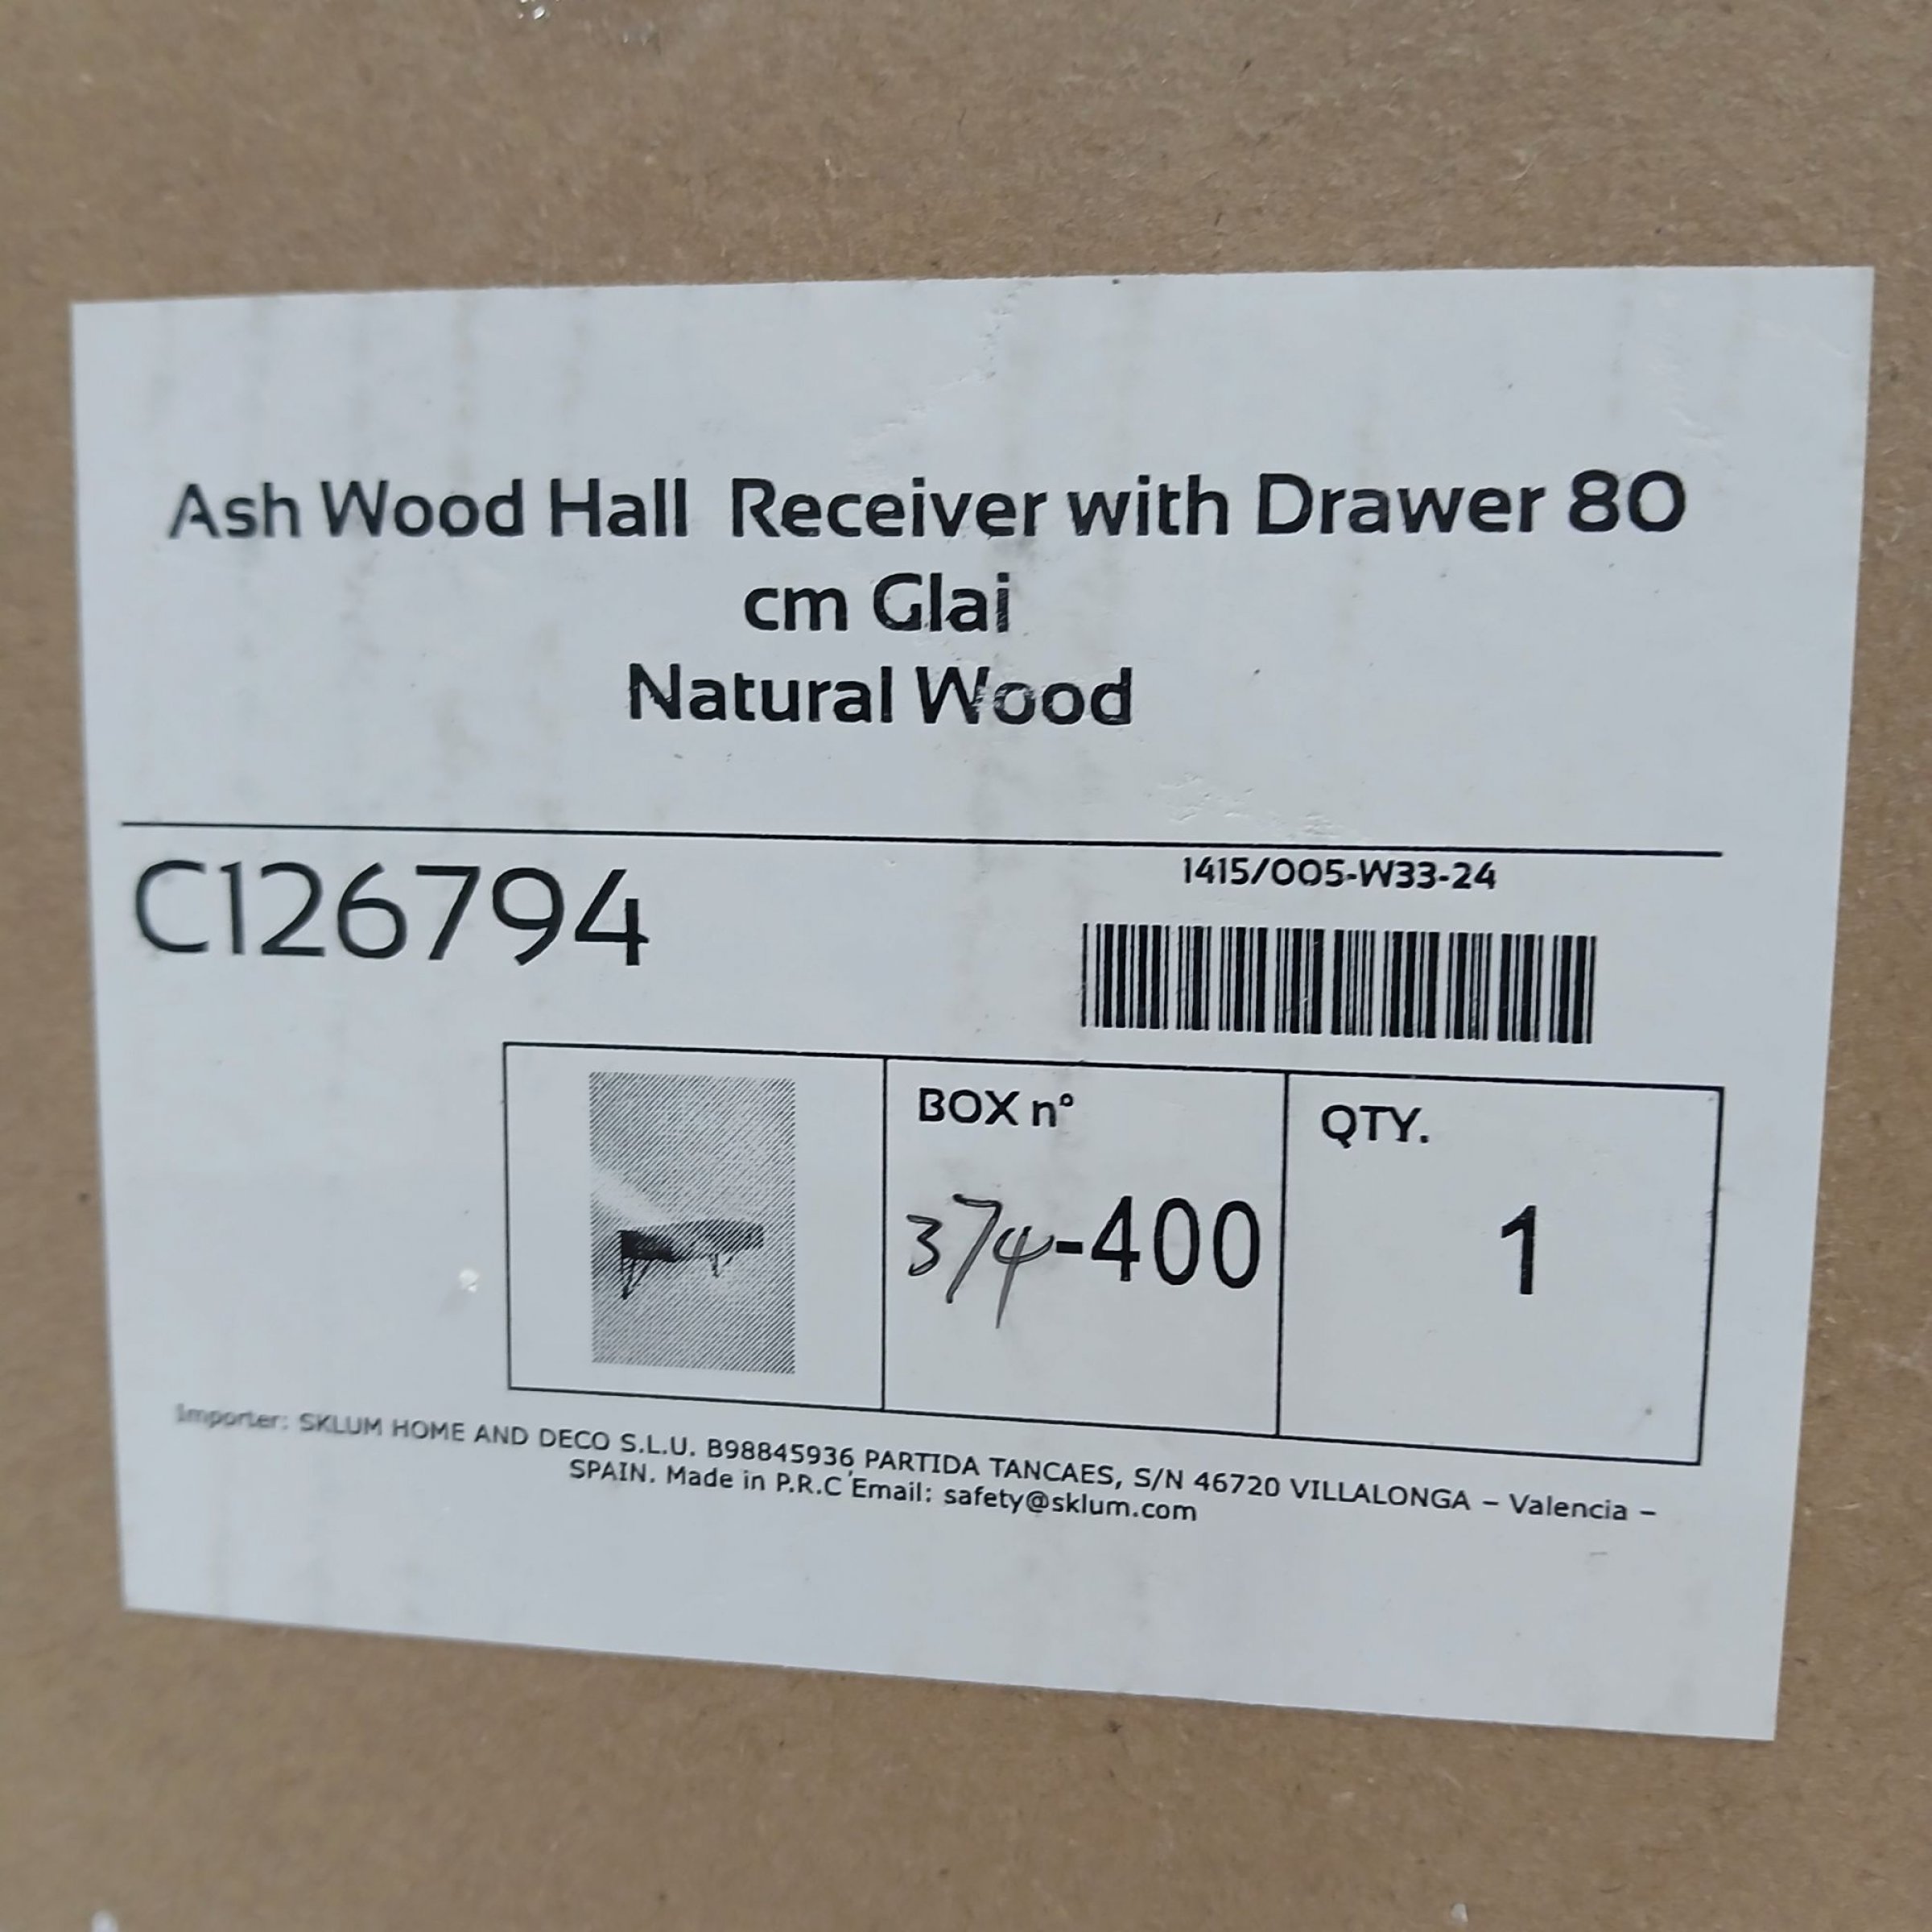 Ash Wood Hall Receiver with Drawer 80
cm Glai
Natural Wood
C126794
1415/005-W33-24
BOX nº
374-400
QTY.
1
Importer: SKLUM HOME AND DECO S.L.U. B98845936 PARTIDA TANCAES, S/N 46720 VILLALONGA – Valencia –
SPAIN. Made in P.R.C Email: safety@sklum.com